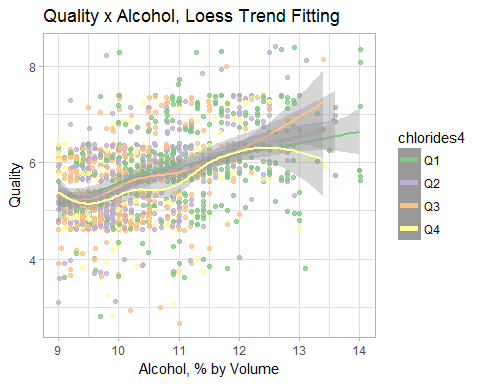 Quality x Alcohol, Loess Trend Fitting
8
6
4
Quality
9
10
11
12
13
14
Alcohol, % by Volume
chlorides4
Q1
Q2
Q3
Q4